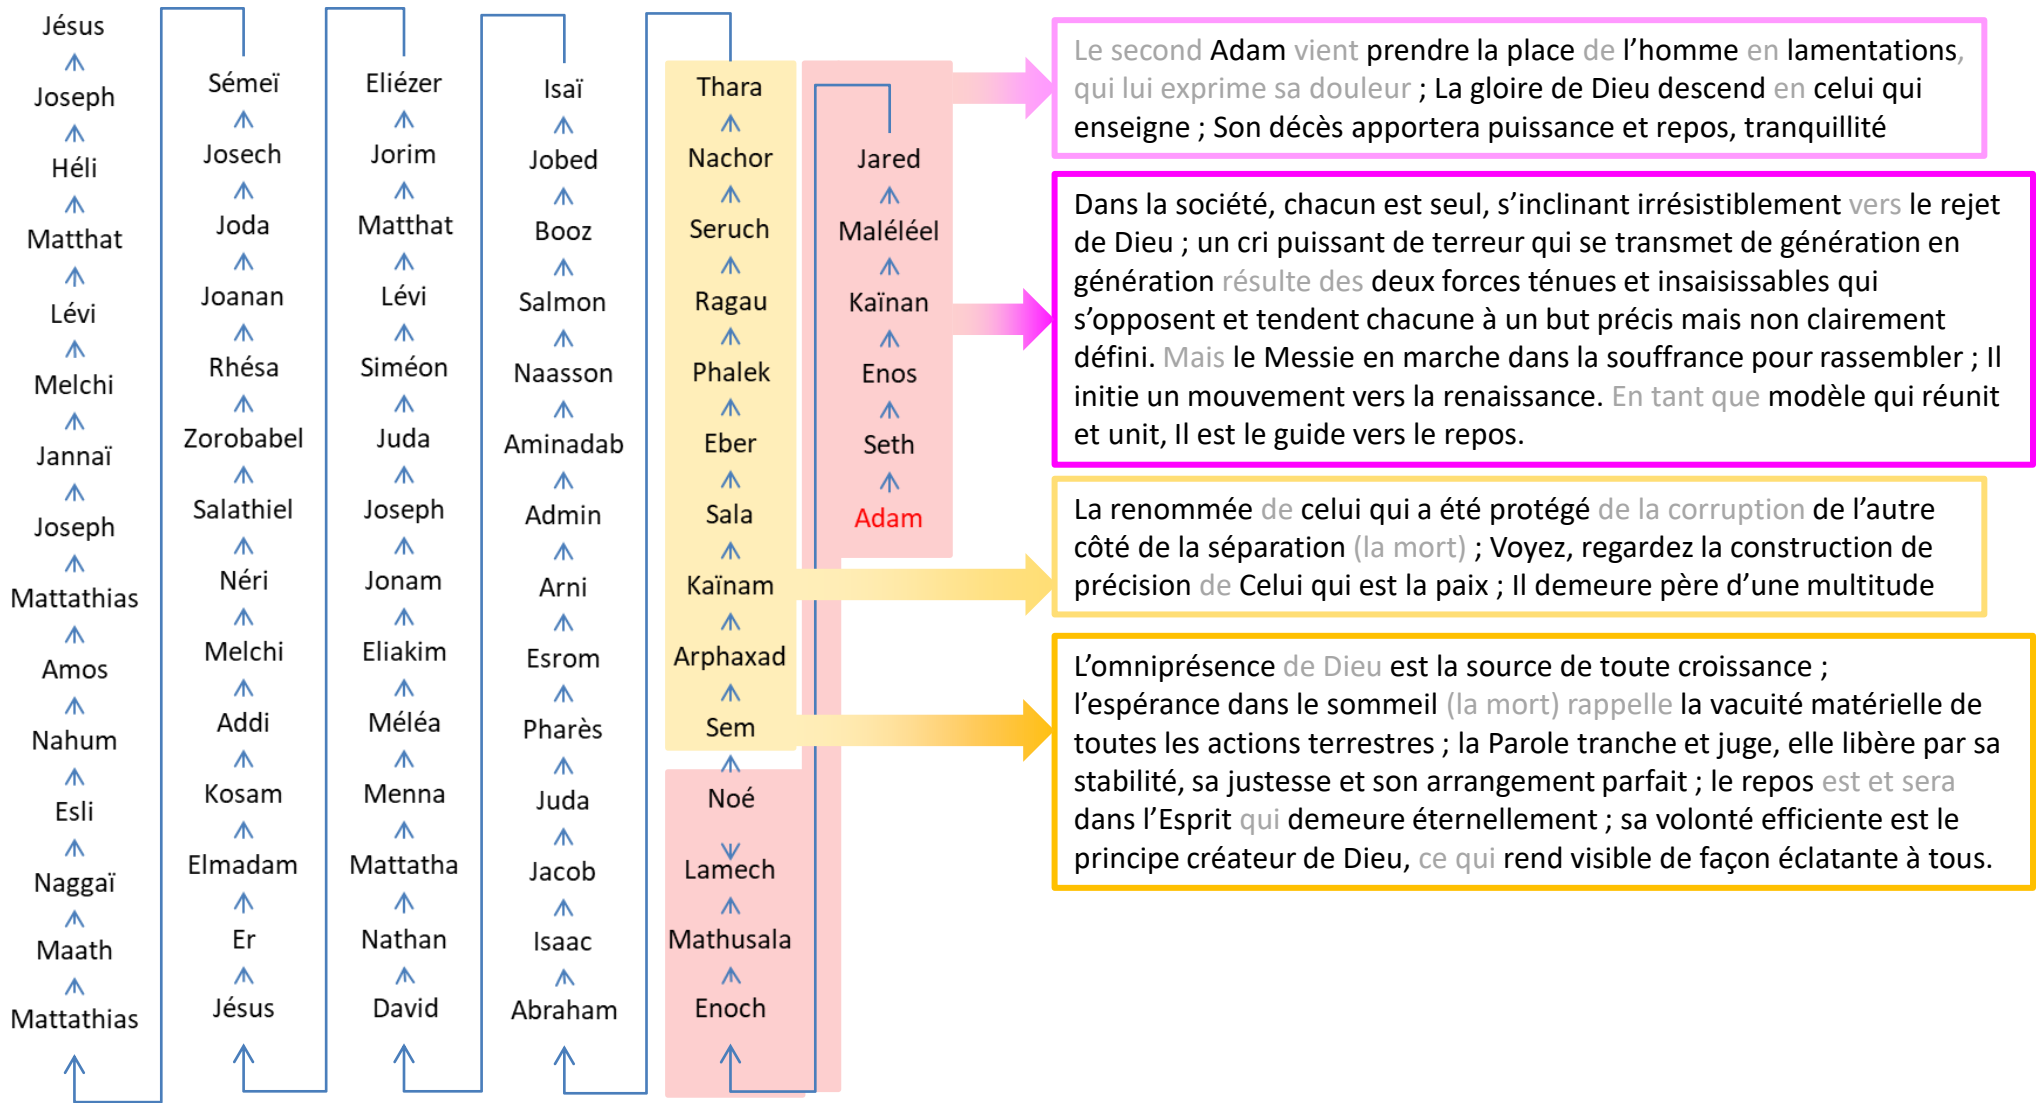 Jésus
Joseph
Héli
Matthat
Lévi
Melchi
Jannaï
Joseph
Mattathias
Amos
Nahum
Esli
Naggaï
Maath
Mattathias
Sémeï
Josech
Joda
Joanan
Rhésa
Zorobabel
Salathiel
Néri
Melchi
Addi
Kosam
Elmadam
Er
Jésus
Eliézer
Jorim
Matthat
Lévi
Siméon
Juda
Joseph
Jonam
Eliakim
Méléa
Menna
Mattatha
Nathan
David
Isaï
Jobed
Booz
Salmon
Naasson
Aminadab
Admin
Arni
Esrom
Pharès
Juda
Jacob
Isaac
Abraham
Thara
Nachor
Seruch
Ragau
Phalek
Eber
Sala
Kaïnam
Arphaxad
Sem
Noé
Lamech
Mathusala
Enoch
Jared
Maléléel
Kaïnan
Enos
Seth
Adam
Le second Adam vient prendre la place de l’homme en lamentations,
qui lui exprime sa douleur ; La gloire de Dieu descend en celui qui
enseigne ; Son décès apportera puissance et repos, tranquillité
Dans la société, chacun est seul, s’inclinant irrésistiblement vers le rejet
de Dieu ; un cri puissant de terreur qui se transmet de génération en
génération résulte des deux forces ténues et insaisissables qui
s’opposent et tendent chacune à un but précis mais non clairement
défini. Mais le Messie en marche dans la souffrance pour rassembler ; Il
initie un mouvement vers la renaissance. En tant que modèle qui réunit
et unit, Il est le guide vers le repos.
La renommée de celui qui a été protégé de la corruption de l’autre
côté de la séparation (la mort) ; Voyez, regardez la construction de
précision de Celui qui est la paix ; Il demeure père d’une multitude
L’omniprésence de Dieu est la source de toute croissance ;
l’espérance dans le sommeil (la mort) rappelle la vacuité matérielle de
toutes les actions terrestres ; la Parole tranche et juge, elle libère par sa
stabilité, sa justesse et son arrangement parfait ; le repos est et sera
dans l’Esprit qui demeure éternellement ; sa volonté efficiente est le
principe créateur de Dieu, ce qui rend visible de façon éclatante à tous.